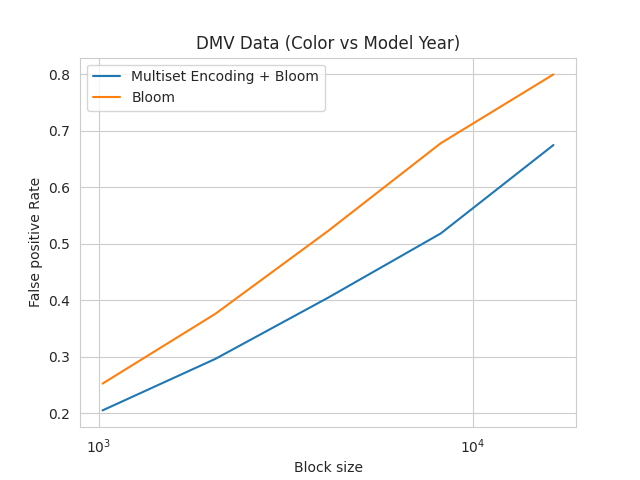 DMV Data (Color vs Model Year)
Multiset Encoding + Bloom
Bloom
False positive Rate
0.8
0.7
0.6
0.5
0.4
0.3
0.2
10³
10⁴
Block size